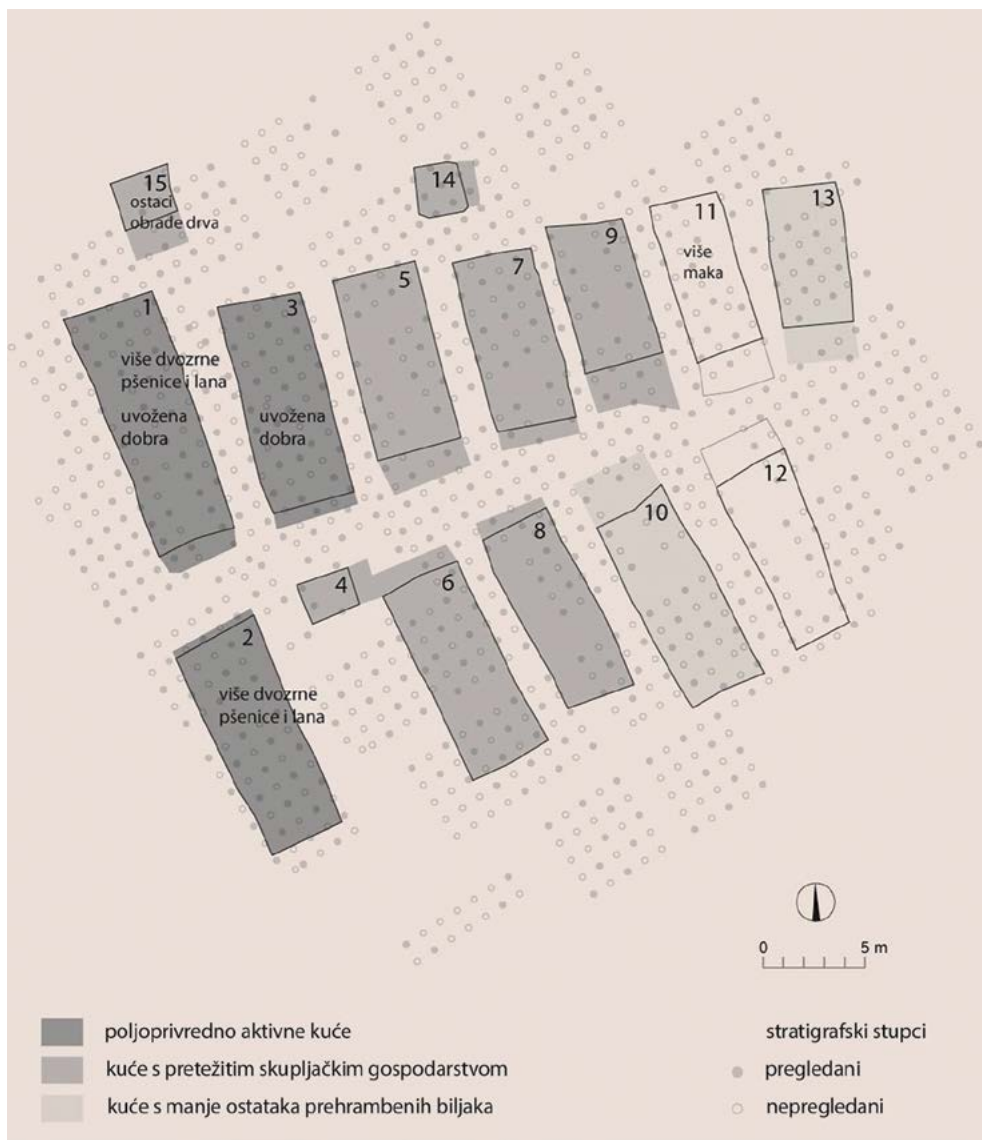 15
ostaci
obrade drva
14
13
11
više
maka
9
7
5
3
uvožena
dobra
1
više dvozrne
pšenice i lana
uvožena
dobra
12
10
8
6
4
2
više dvozrne
pšenice i lana
0 5 m
poljoprivredno aktivne kuće
kuće s pretežitim skupljačkim gospodarstvom
kuće s manje ostataka prehrambenih biljaka
stratigrafski stupci
pregledani
nepregledani